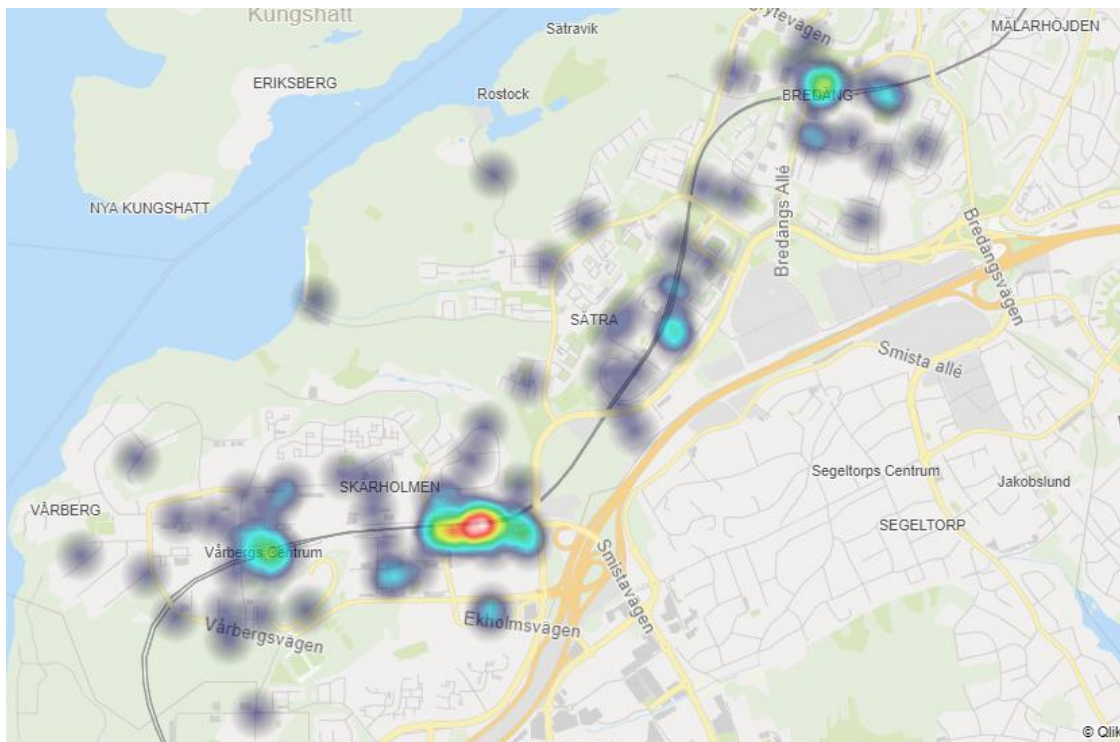 Kungshatt
Grytevägen
Sätravik
MÄLARHÖJDEN
ERIKSBERG
Rostock
BREDÄNG
NYA KUNGSHATT
Bredängs Allé
Bredängsvägen
SÄTRA
Smista allé
Segeltorps Centrum
Jakobslund
SKÄRHOLMEN
VÅRBERG
SEGELTORP
Vårbergs Centrum
Smistavägen
Ekholmsvägen
Vårbergsvägen
© Qlik